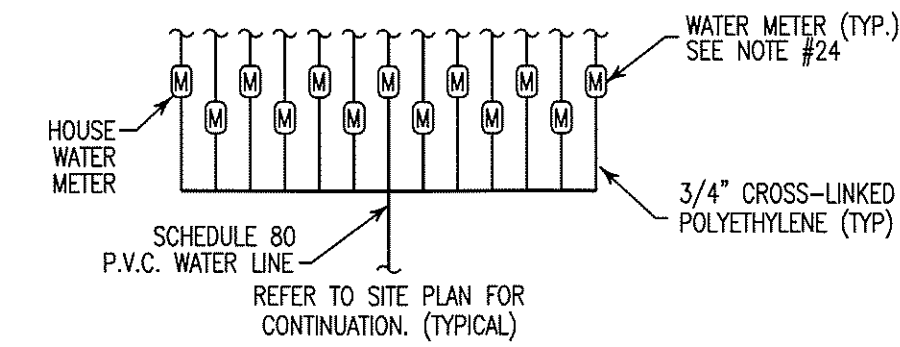 WATER METER (TYP.)
SEE NOTE #24
M M M M M M M
M M M M M M
HOUSE
WATER
METER
3/4" CROSS-LINKED
POLYETHYLENE (TYP)
SCHEDULE 80
P.V.C. WATER LINE
REFER TO SITE PLAN FOR
CONTINUATION. (TYPICAL)